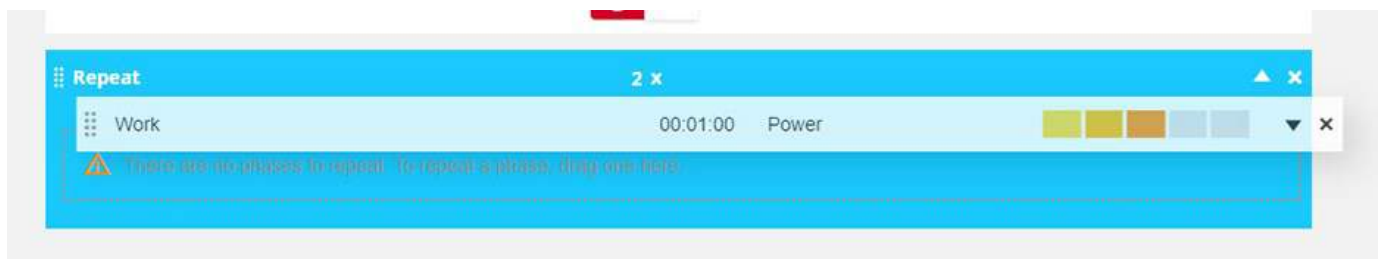 Repeat 2 x
Work 00:01:00 Power
There are no phases to repeat. To repeat a phase, drag one here.